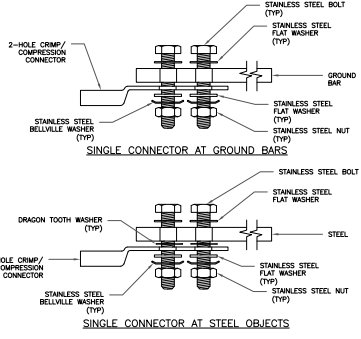 STAINLESS STEEL BOLT
(TYP)
STAINLESS STEEL
FLAT WASHER
(TYP)
2-HOLE CRIMP/
COMPRESSION
CONNECTOR
GROUND
BAR
STAINLESS STEEL
FLAT WASHER
(TYP)
STAINLESS STEEL
BELLVILLE WASHER
(TYP)
STAINLESS STEEL NUT
(TYP)
SINGLE CONNECTOR AT GROUND BARS
STAINLESS STEEL BOLT
STAINLESS STEEL
FLAT WASHER
DRAGON TOOTH WASHER
(TYP)
STEEL
HOLE CRIMP/
OMPRESSION
CONNECTOR
STAINLESS STEEL
FLAT WASHER
(TYP)
STAINLESS STEEL
BELLVILLE WASHER
(TYP)
STAINLESS STEEL NUT
(TYP)
SINGLE CONNECTOR AT STEEL OBJECTS